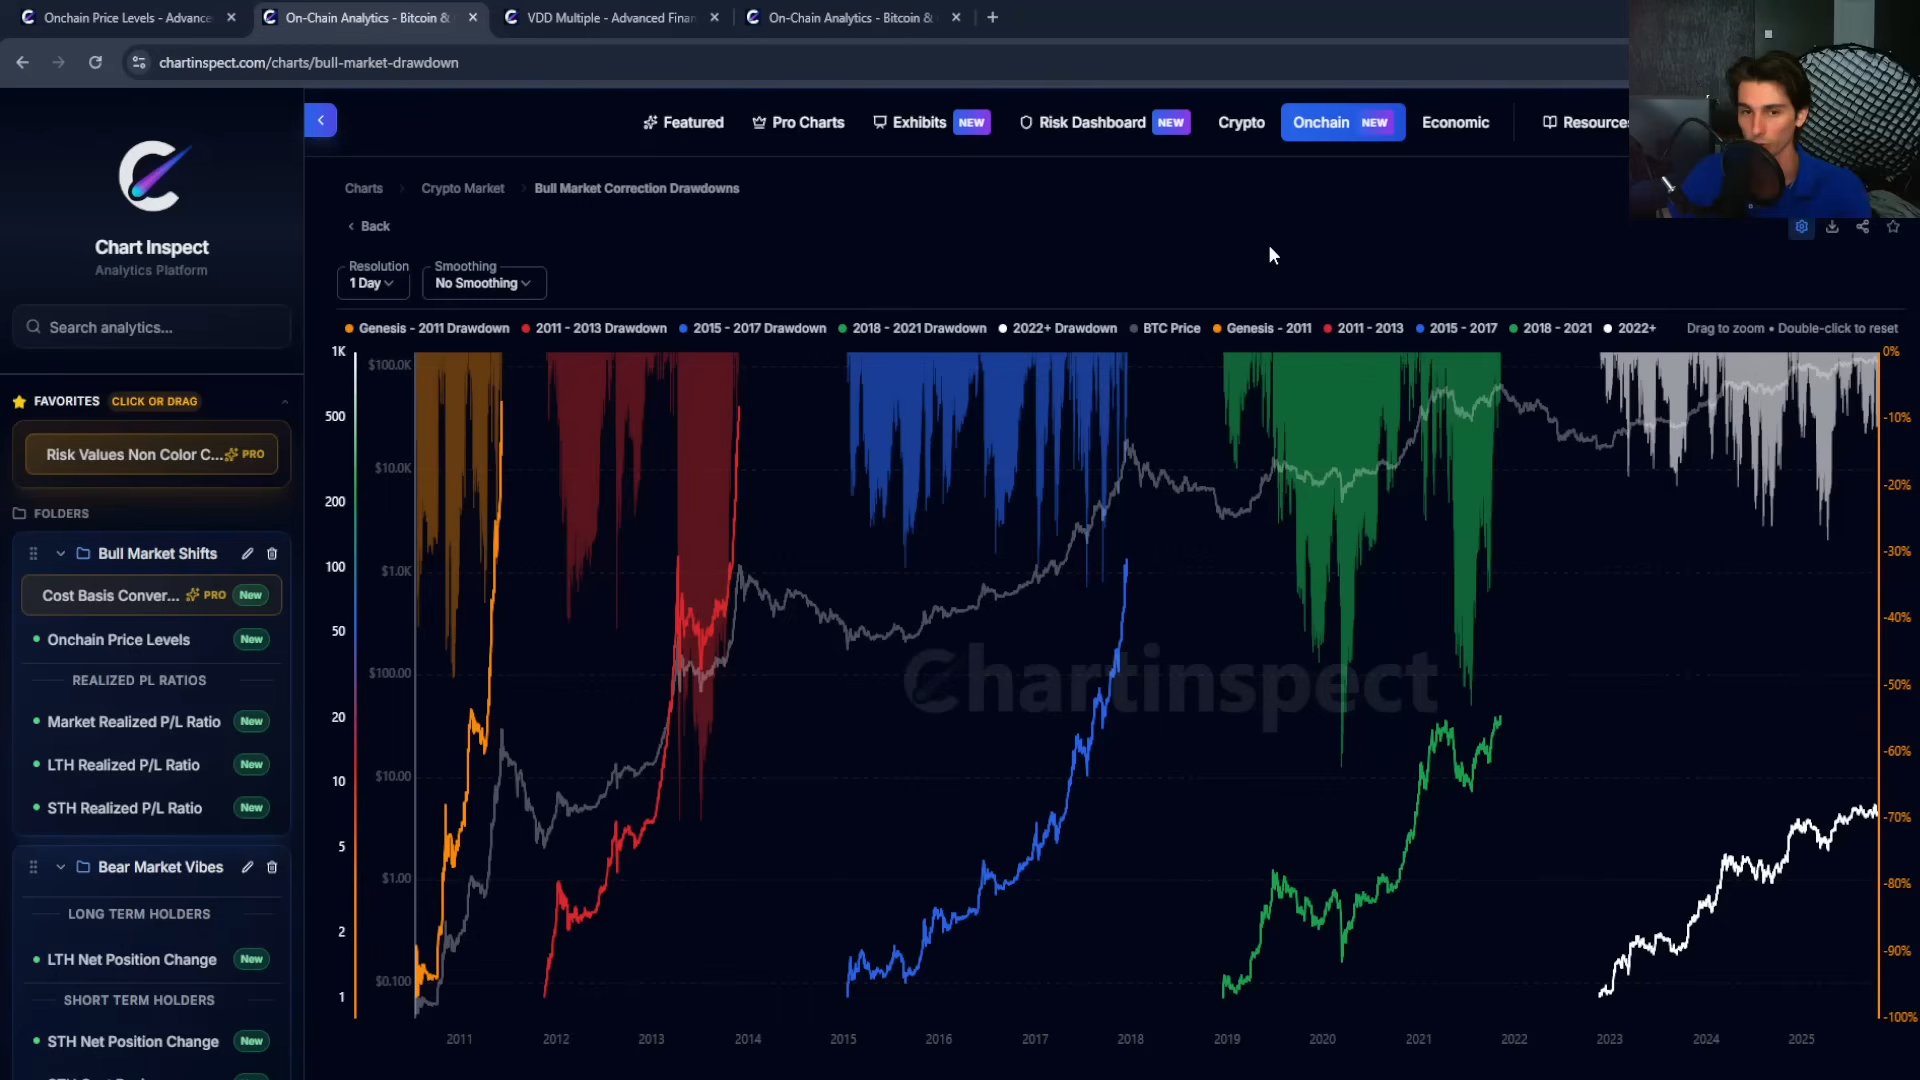 Onchain Price Levels - Advance
On-Chain Analytics - Bitcoin &
VDD Multiple - Advanced Finan
On-Chain Analytics - Bitcoin &
chartinspect.com/charts/bull-market-drawdown
Featured
Pro Charts
Exhibits NEW
Risk Dashboard NEW
Crypto
Onchain NEW
Economic
Resources
Chart Inspect
Analytics Platform
Search analytics...
FAVORITES CLICK OR DRAG
Risk Values Non Color C... PRO
FOLDERS
Bull Market Shifts
Cost Basis Conver... PRO New
Onchain Price Levels New
REALIZED PL RATIOS
Market Realized P/L Ratio New
LTH Realized P/L Ratio New
STH Realized P/L Ratio New
Bear Market Vibes
LONG TERM HOLDERS
LTH Net Position Change New
SHORT TERM HOLDERS
STH Net Position Change New
Charts > Crypto Market > Bull Market Correction Drawdowns
< Back
Resolution
1 Day
Smoothing
No Smoothing
Genesis - 2011 Drawdown
2011 - 2013 Drawdown
2015 - 2017 Drawdown
2018 - 2021 Drawdown
2022+ Drawdown
BTC Price
Genesis - 2011
2011 - 2013
2015 - 2017
2018 - 2021
2022+
Drag to zoom • Double-click to reset
1K
500
200
100
50
20
10
5
2
1
$100.0K
$10.0K
$1.0K
$100.00
$10.00
$1.00
$0.100
Chartinspect
0%
-10%
-20%
-30%
-40%
-50%
-60%
-70%
-80%
-90%
-100%
2011
2012
2013
2014
2015
2016
2017
2018
2019
2020
2021
2022
2023
2024
2025